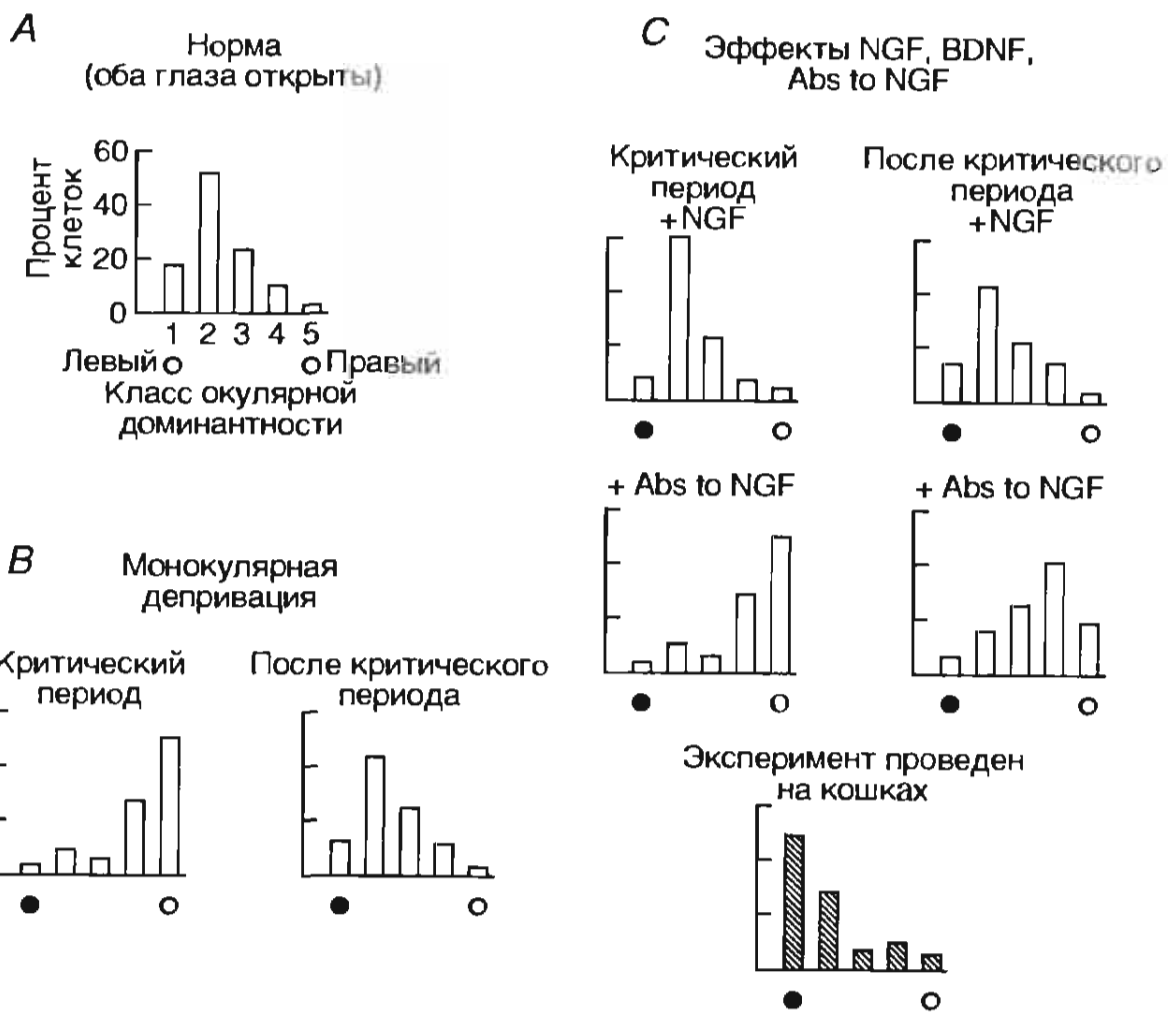 A
Норма
(оба глаза открыты)
Процент
клеток
60
40
20
0
1 2 3 4 5
Левый
Правый
Класс окулярной
доминантности
B
Монокулярная
депривация
Критический
период
После критического
периода
C
Эффекты NGF, BDNF,
Abs to NGF
Критический
период
+NGF
После критического
периода
+NGF
+ Abs to NGF
+ Abs to NGF
Эксперимент проведен
на кошках